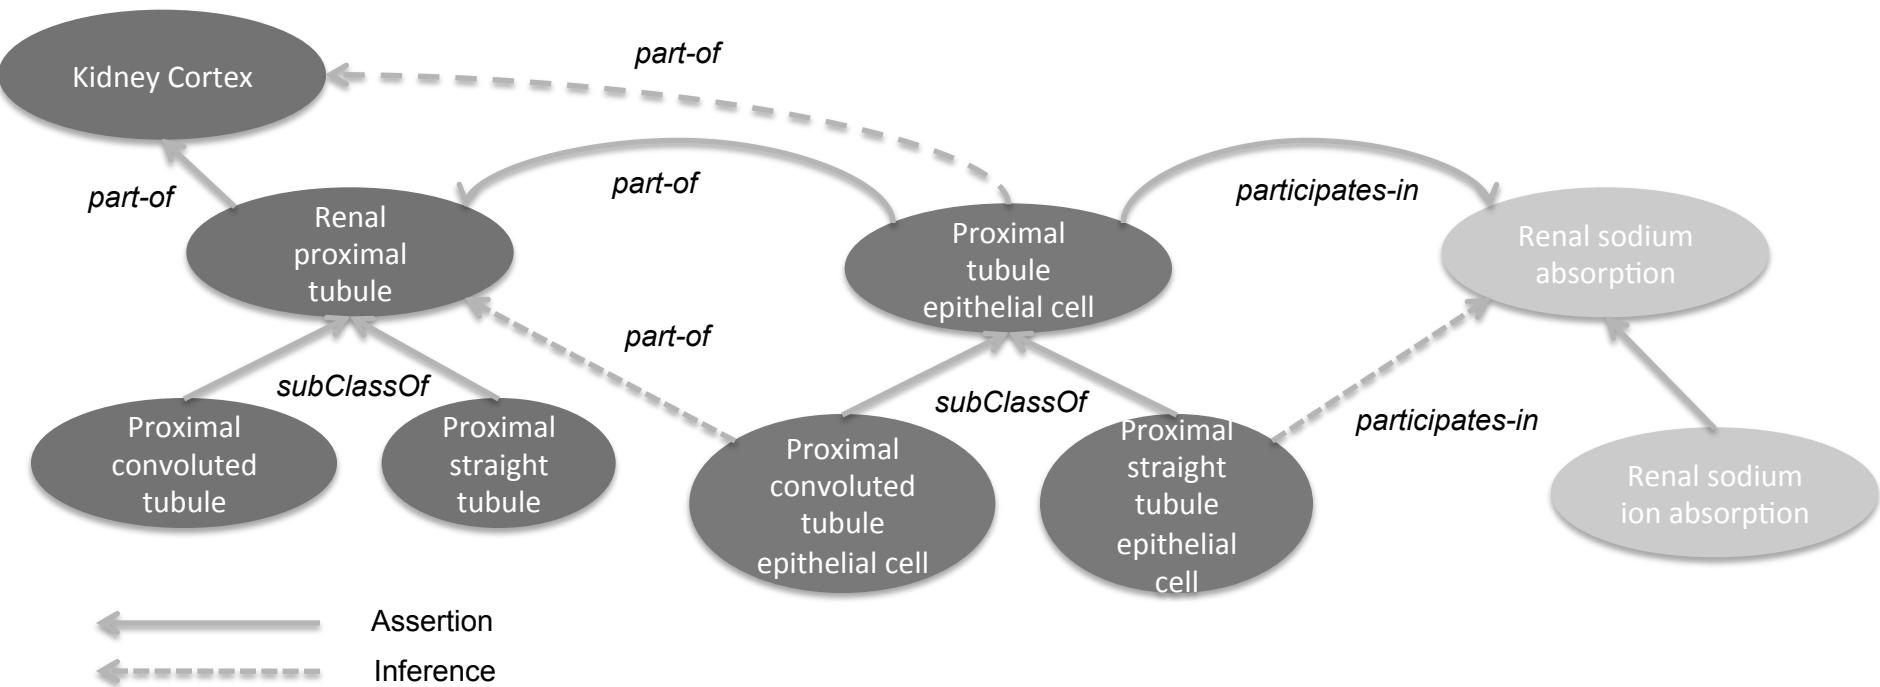 part-of
Kidney Cortex
part-of
part-of
participates-in
Renal
proximal
tubule
Proximal
tubule
epithelial cell
Renal sodium
absorption
part-of
subClassOf
subClassOf
participates-in
Proximal
convoluted
tubule
Proximal
straight
tubule
Proximal
convoluted
tubule
epithelial cell
Proximal
straight
tubule
epithelial
cell
Renal sodium
ion absorption
Assertion
Inference